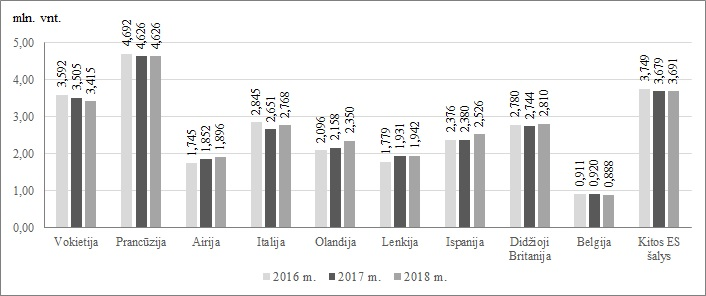 mln. vnt.
5,00
4,00
3,00
2,00
1,00
0,00
3,592
3,505
3,415
4,692
4,626
4,626
1,745
1,852
1,896
2,845
2,651
2,768
2,096
2,158
2,350
1,779
1,931
1,942
2,376
2,380
2,526
2,780
2,744
2,810
0,911
0,920
0,888
3,749
3,679
3,691
Vokietija
Prancūzija
Airija
Italija
Olandija
Lenkija
Ispanija
Didžioji
Britanija
Belgija
Kitos ES
šalys
2016 m. 2017 m. 2018 m.